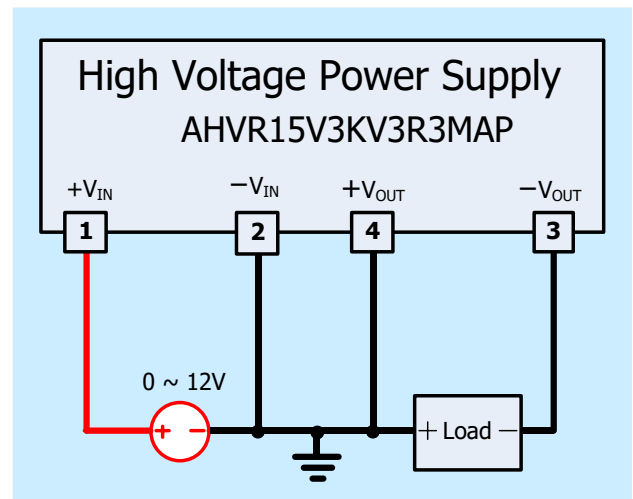 High Voltage Power Supply
AHVR15V3KV3R3MAP
+VIN −VIN +VOUT −VOUT
1 2 4 3
0 ~ 12V
+ − + Load −